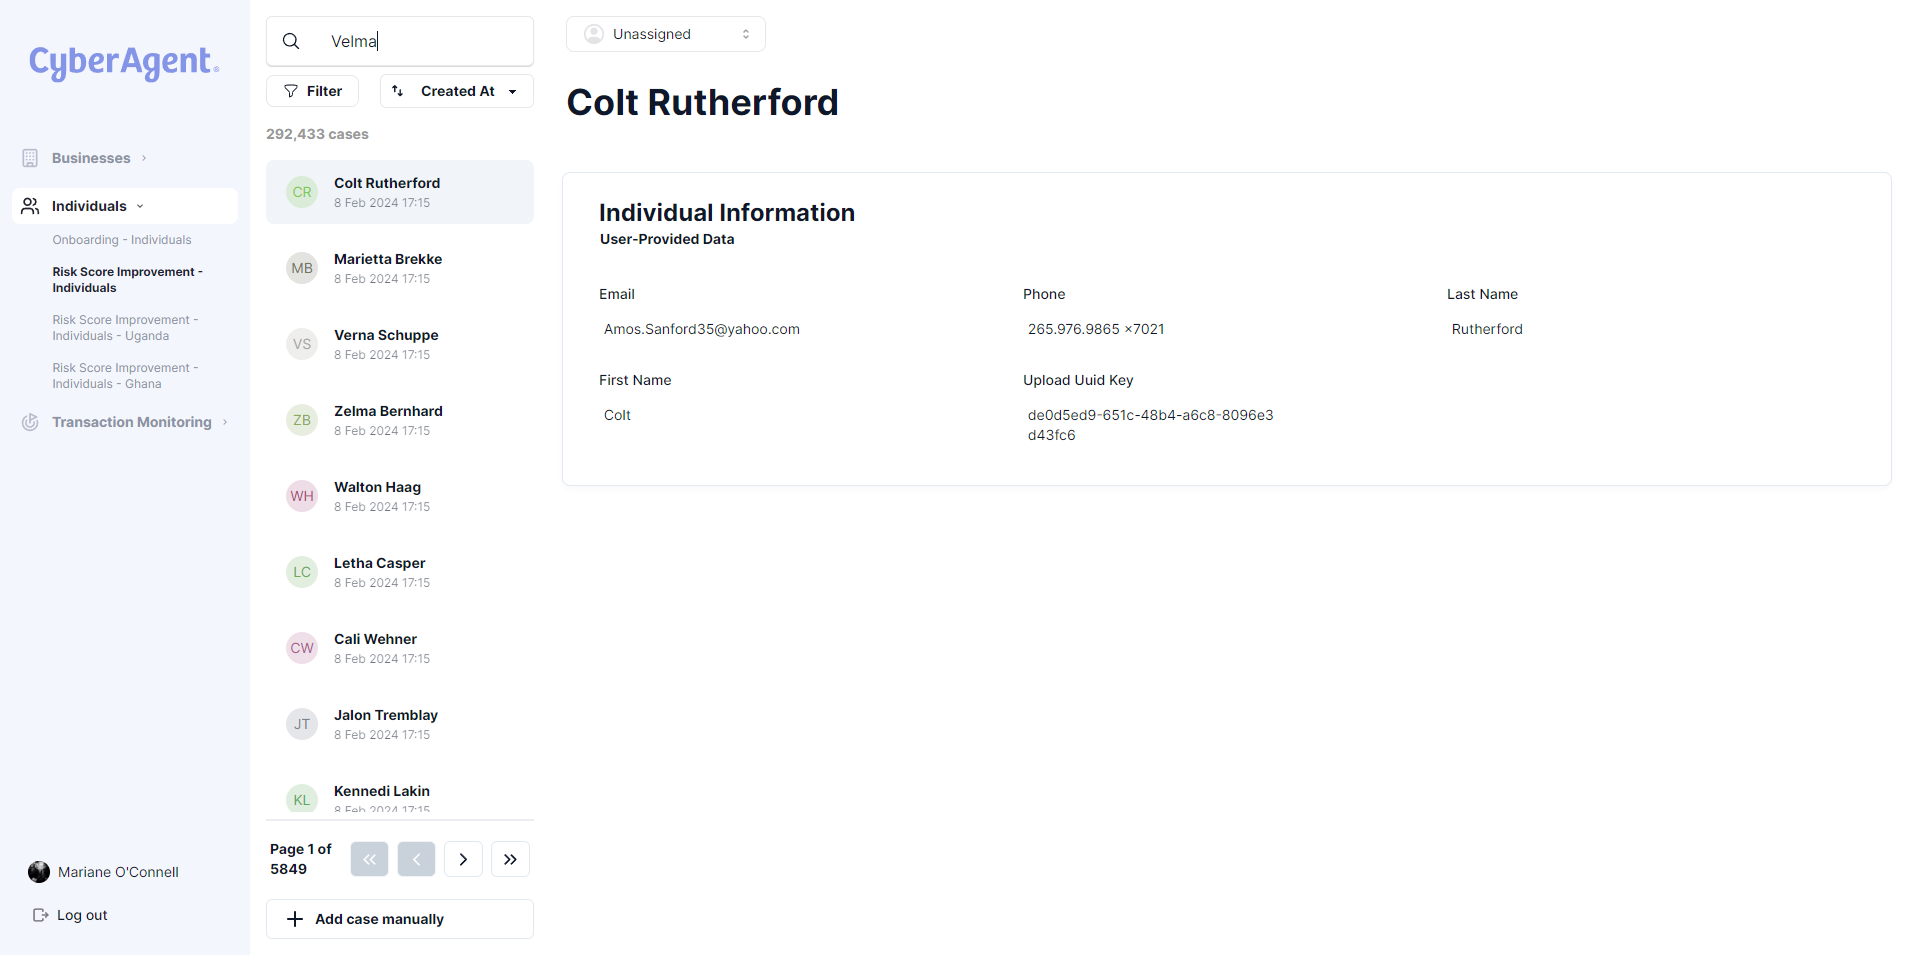 CyberAgent®
Businesses
Individuals
Onboarding - Individuals
Risk Score Improvement -
Individuals
Risk Score Improvement -
Individuals - Uganda
Risk Score Improvement -
Individuals - Ghana
Transaction Monitoring
Mariane O'Connell
Log out
Velma
Filter
Created At
292,433 cases
CR
Colt Rutherford
8 Feb 2024 17:15
MB
Marietta Brekke
8 Feb 2024 17:15
VS
Verna Schuppe
8 Feb 2024 17:15
ZB
Zelma Bernhard
8 Feb 2024 17:15
WH
Walton Haag
8 Feb 2024 17:15
LC
Letha Casper
8 Feb 2024 17:15
CW
Cali Wehner
8 Feb 2024 17:15
JT
Jalon Tremblay
8 Feb 2024 17:15
KL
Kennedi Lakin
8 Feb 2024 17:15
Page 1 of
5849
Add case manually
Unassigned
Colt Rutherford
Individual Information
User-Provided Data
Email
Amos.Sanford35@yahoo.com
Phone
265.976.9865 x7021
Last Name
Rutherford
First Name
Colt
Upload Uuid Key
de0d5ed9-651c-48b4-a6c8-8096e3
d43fc6